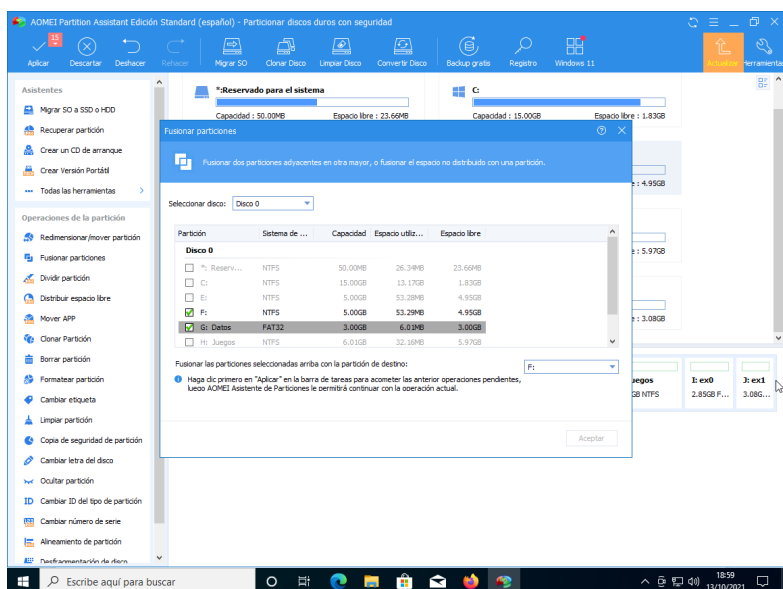 AOMEI Partition Assistant Edición Standard (español) - Particionar discos duros con seguridad
15
Aplicar
Descartar
Deshacer
Rehacer
Migrar SO
Clonar Disco
Limpiar Disco
Convertir Disco
Backup gratis
Registro
Windows 11
Actualizar
Herramienta
Asistentes
Migrar SO a SSD o HDD
Recuperar partición
Crear un CD de arranque
Crear Versión Portátil
Todas las herramientas
Operaciones de la partición
Redimensionar/mover partición
Fusionar particiones
Dividir partición
Distribuir espacio libre
Mover APP
Clonar Partición
Borrar partición
Formatear partición
Cambiar etiqueta
Limpiar partición
Copia de seguridad de partición
Cambiar letra del disco
Ocultar partición
ID Cambiar ID del tipo de partición
Cambiar número de serie
Alineamiento de partición
Desfragmentación de disco
*:Reservado para el sistema
Capacidad : 50.00MB Espacio libre : 23.66MB
C:
Capacidad : 15.00GB Espacio libre : 1.83GB
e : 4.95GB
e : 5.97GB
e : 3.08GB
Fusionar particiones
Fusionar dos particiones adyacentes en otra mayor, o fusionar el espacio no distribuido con una partición.
Seleccionar disco: Disco 0
Partición Sistema de ... Capacidad Espacio utiliz... Espacio libre
Disco 0
*: Reserv... NTFS 50.00MB 26.34MB 23.66MB
C: NTFS 15.00GB 13.17GB 1.83GB
E: NTFS 5.00GB 53.28MB 4.95GB
F: NTFS 5.00GB 53.29MB 4.95GB
G: Datos FAT32 3.00GB 6.01MB 3.00GB
H: Juegos NTFS 6.01GB 32.16MB 5.97GB
Fusionar las particiones seleccionadas arriba con la partición de destino: F:
Haga clic primero en "Aplicar" en la barra de tareas para acometer las anterior operaciones pendientes,
luego AOMEI Asistente de Particiones le permitirá continuar con la operación actual.
Aceptar
uegos
GB NTFS
I: ex0
2.85GB F...
J: ex1
3.08G...
Escribe aquí para buscar
18:59
13/10/2021